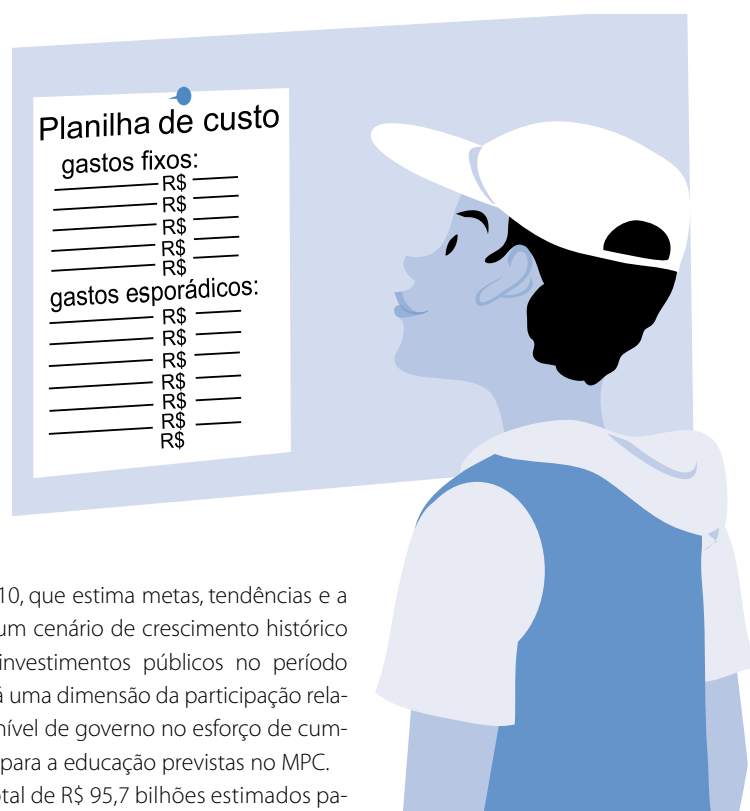 Planilha de custo
gastos fixos:
R$
R$
R$
R$
R$
gastos esporádicos:
R$
R$
R$
R$
R$
R$
R$
10, que estima metas, tendências e a
um cenário de crescimento histórico
investimentos públicos no período
á uma dimensão da participação rela-
nível de governo no esforço de cum-
para a educação previstas no MPC.
otal de R$ 95,7 bilhões estimados pa-